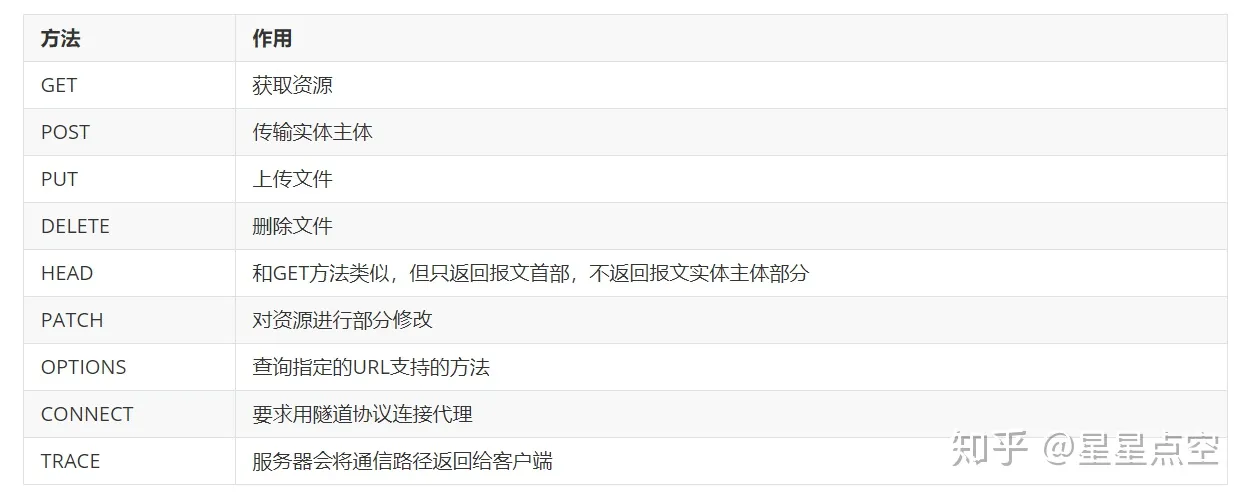 方法 作用
GET 获取资源
POST 传输实体主体
PUT 上传文件
DELETE 删除文件
HEAD 和GET方法类似，但只返回报文首部，不返回报文实体主体部分
PATCH 对资源进行部分修改
OPTIONS 查询指定的URL支持的方法
CONNECT 要求用隧道协议连接代理
TRACE 服务器会将通信路径返回给客户端
知乎 @星星点空